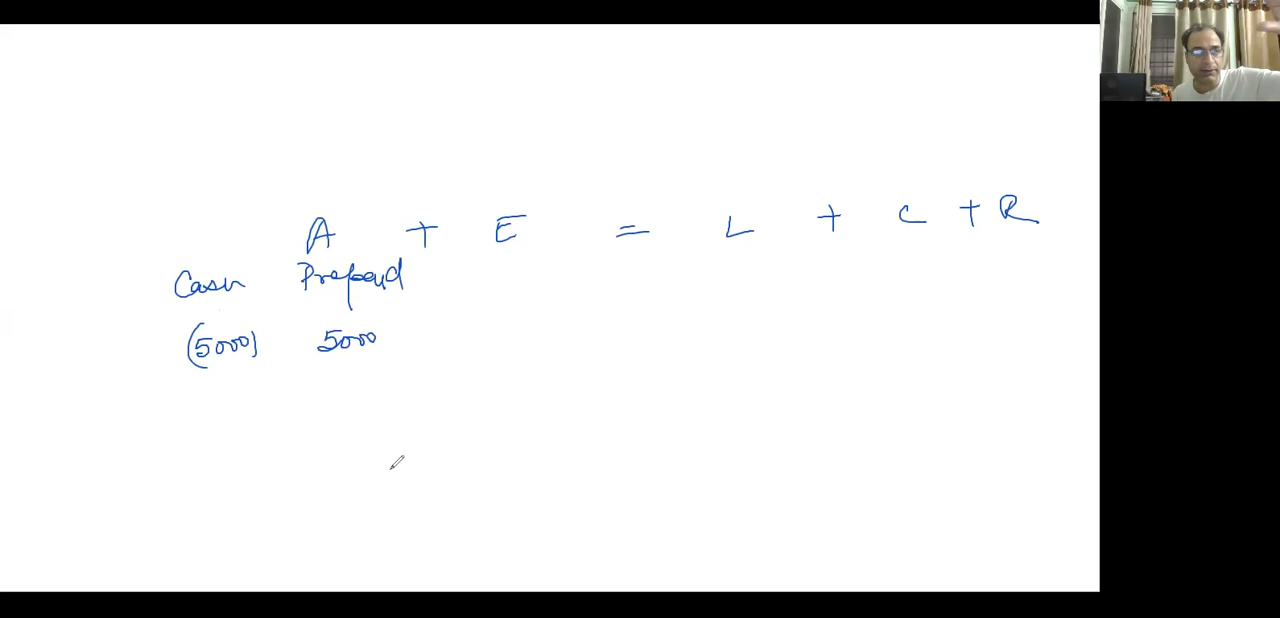 A + E = L + C + R
Cash Prepaid
(5000) 5000